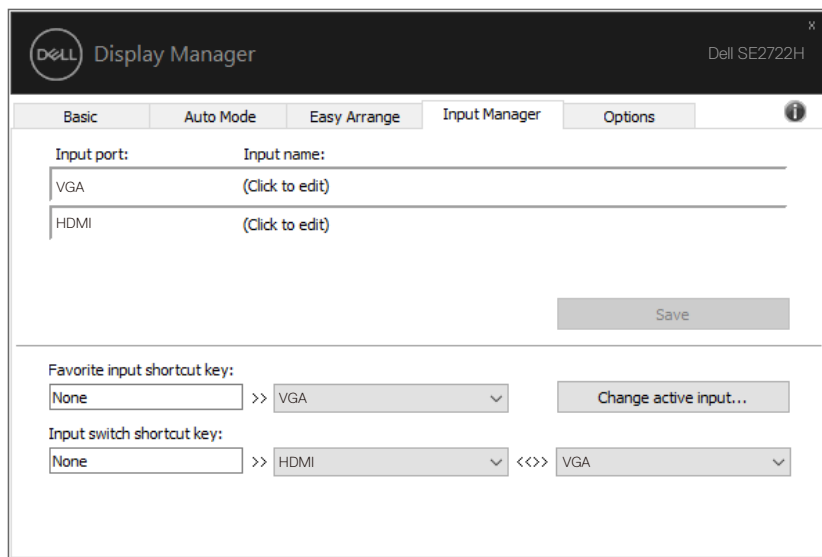 x
DELL Display Manager Dell SE2722H
Basic Auto Mode Easy Arrange Input Manager Options i
Input port: Input name:
VGA (Click to edit)
HDMI (Click to edit)
Save
Favorite input shortcut key:
None >> VGA Change active input...
Input switch shortcut key:
None >> HDMI <<>> VGA